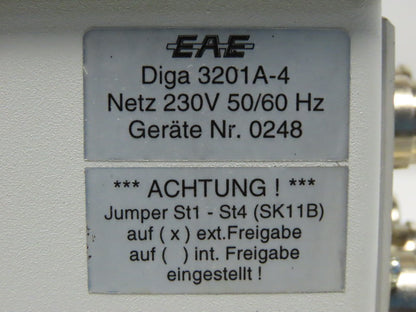 EAE
Diga 3201A-4
Netz 230V 50/60 Hz
Geräte Nr. 0248
*** ACHTUNG ! ***
Jumper St1 - St4 (SK11B)
auf ( x ) ext.Freigabe
auf (   ) int. Freigabe
eingestellt !